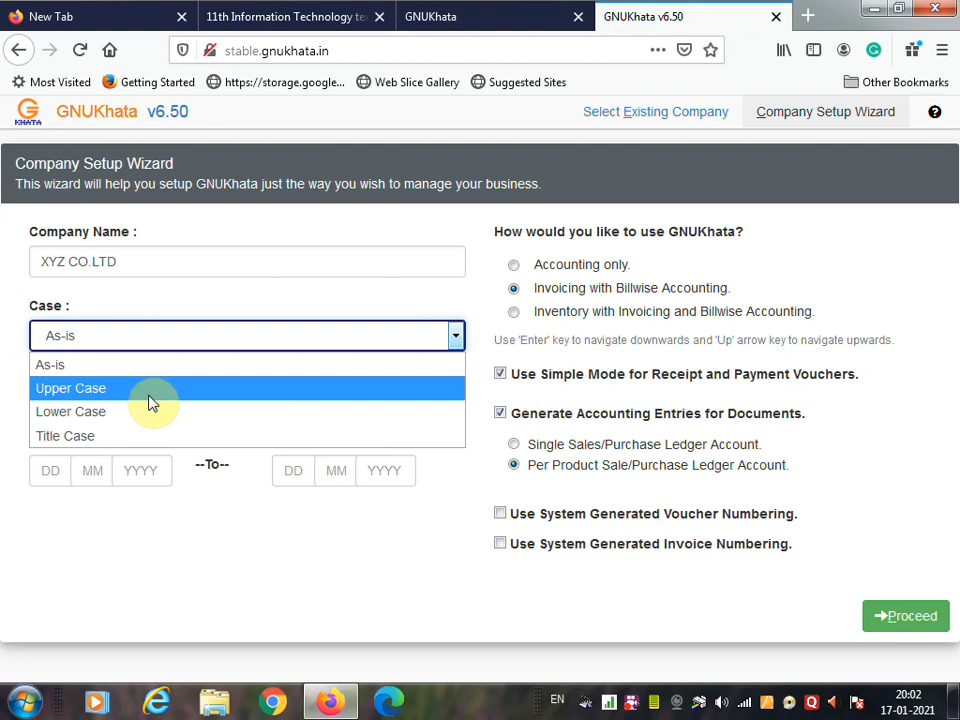 New Tab
11th Information Technology te
GNUKhata
GNUKhata v6.50
stable.gnukhata.in
Most Visited
Getting Started
https://storage.google...
Web Slice Gallery
Suggested Sites
Other Bookmarks
KHATA
GNUKhata v6.50
Select Existing Company
Company Setup Wizard
Company Setup Wizard
This wizard will help you setup GNUKhata just the way you wish to manage your business.
Company Name :
XYZ CO.LTD
Case :
As-is
As-is
Upper Case
Lower Case
Title Case
DD MM YYYY --To-- DD MM YYYY
How would you like to use GNUKhata?
Accounting only.
Invoicing with Billwise Accounting.
Inventory with Invoicing and Billwise Accounting.
Use 'Enter' key to navigate downwards and 'Up' arrow key to navigate upwards.
Use Simple Mode for Receipt and Payment Vouchers.
Generate Accounting Entries for Documents.
Single Sales/Purchase Ledger Account.
Per Product Sale/Purchase Ledger Account.
Use System Generated Voucher Numbering.
Use System Generated Invoice Numbering.
Proceed
EN
20:02
17-01-2021